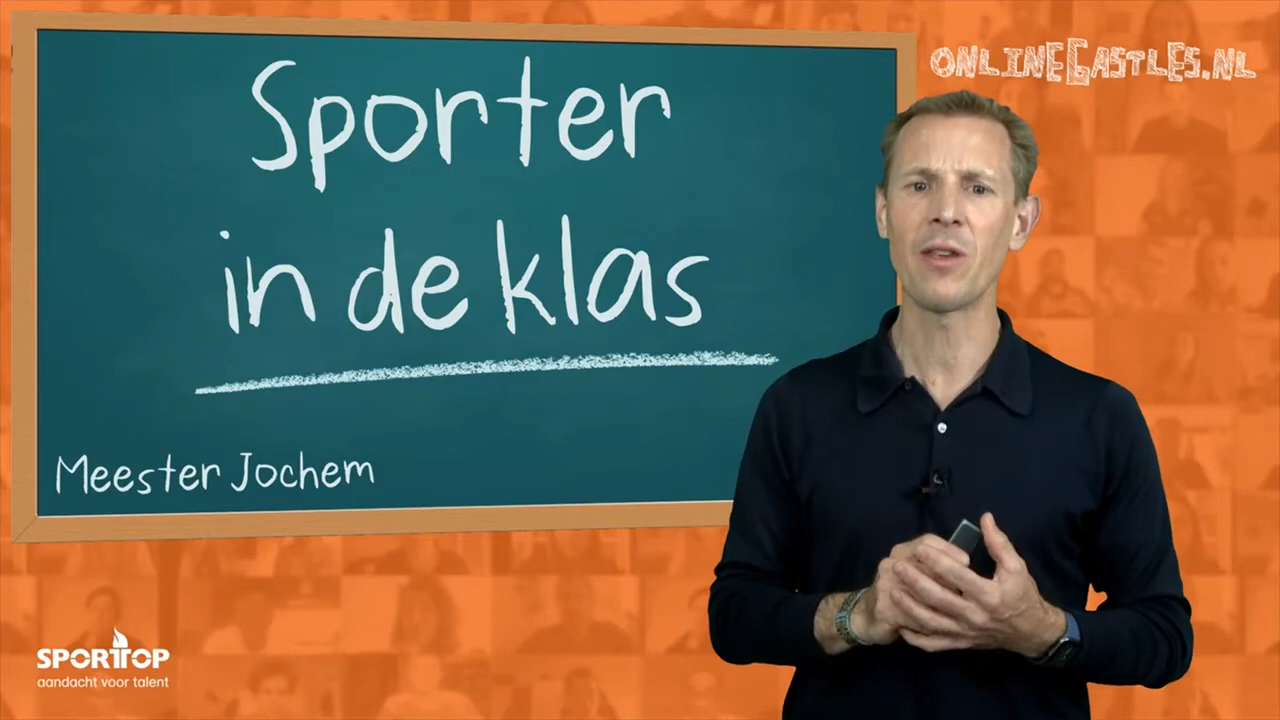 Sporter
in de klas
Meester Jochem
ONLINEGASTLES.NL
SPORTTOP
aandacht voor talent